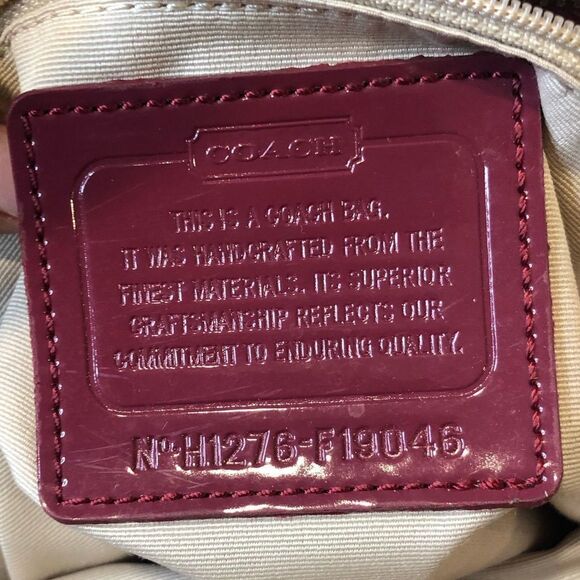 COACH
THIS IS A COACH BAG.
IT WAS HANDCRAFTED FROM THE
FINEST MATERIALS. ITS SUPERIOR
CRAFTSMANSHIP REFLECTS OUR
COMMITMENT TO ENDURING QUALITY.
Nº H1276-F19046